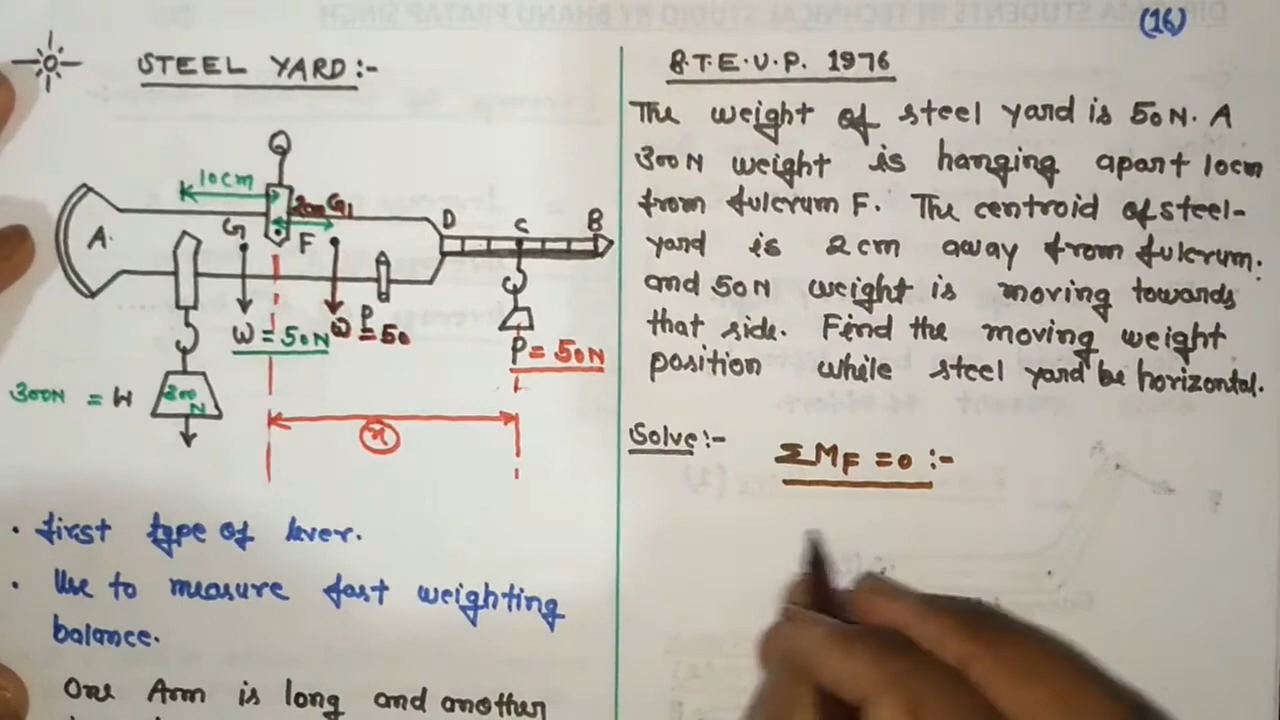 (16)
STEEL YARD:-
10cm
2cm
G1
G
F
A.
D
C
B
W = 50N
P
= 50
P = 50N
300N = W
300
N
x
• first type of lever.
• Use to measure fast weighting
balance.
One Arm is long and another
B.T.E.U.P. 1976
The weight of steel yard is 50N. A
300N weight is hanging apart 10cm
from fulcrum F. The centroid of steel-
yard is 2cm away from fulcrum.
and 50N weight is moving towards
that side. Find the moving weight
position while steel yard be horizontal.
Solve:-
ΣMF = 0 :-